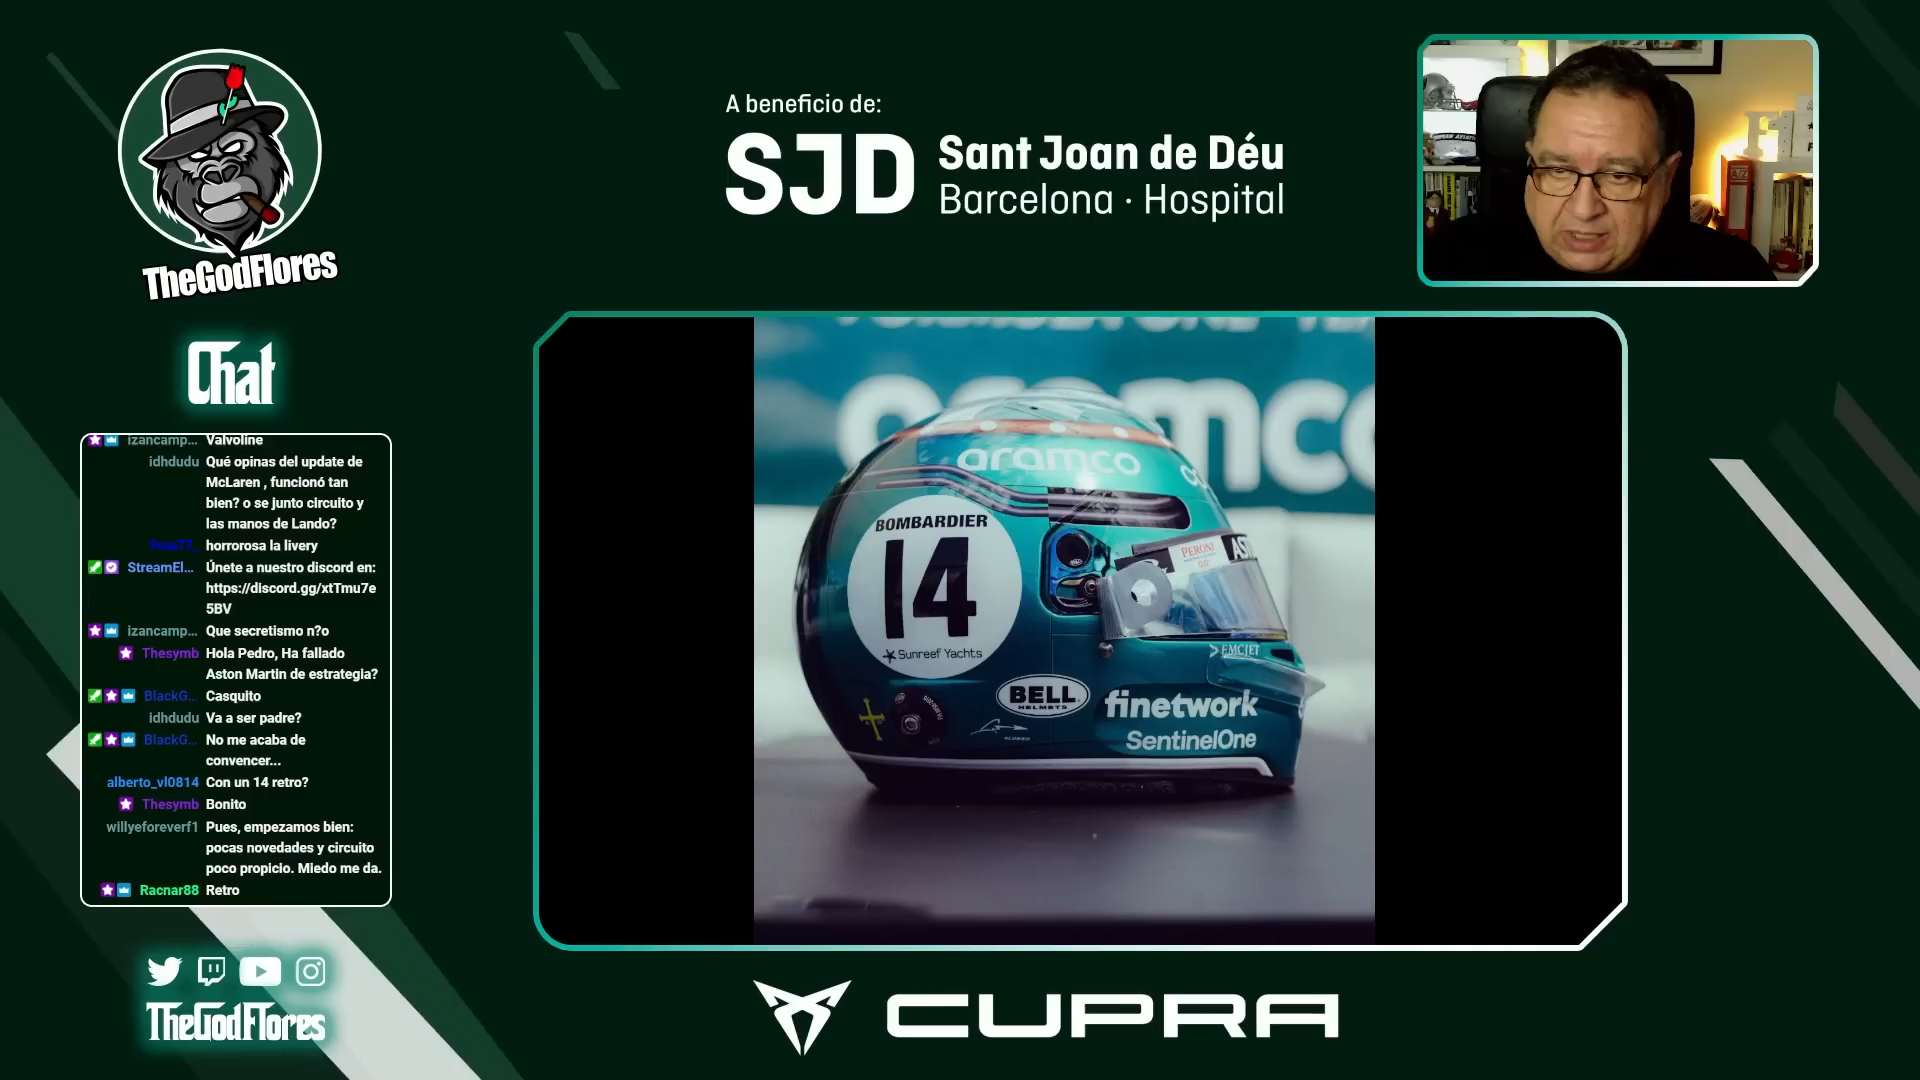 TheGodFlores
A beneficio de:
SJD
Sant Joan de Déu
Barcelona · Hospital
Chat
izancamp... Valvoline
idhdudu Qué opinas del update de
McLaren , funcionó tan
bien? o se junto circuito y
las manos de Lando?
horrorosa la livery
StreamEl... Únete a nuestro discord en:
https://discord.gg/xtTmu7e
5BV
izancamp... Que secretismo n?o
Thesymb Hola Pedro, Ha fallado
Aston Martin de estrategia?
BlackG... Casquito
idhdudu Va a ser padre?
BlackG... No me acaba de
convencer...
alberto_vl0814 Con un 14 retro?
Thesymb Bonito
willyeforeverf1 Pues, empezamos bien:
pocas novedades y circuito
poco propicio. Miedo me da.
Racnar88 Retro
aramco
aramco
BOMBARDIER
14
Sunreef Yachts
PERONI
AST
EMCJET
BELL
HELMETS
finetwork
SentinelOne
ALONSO
TheGodFlores
CUPRA